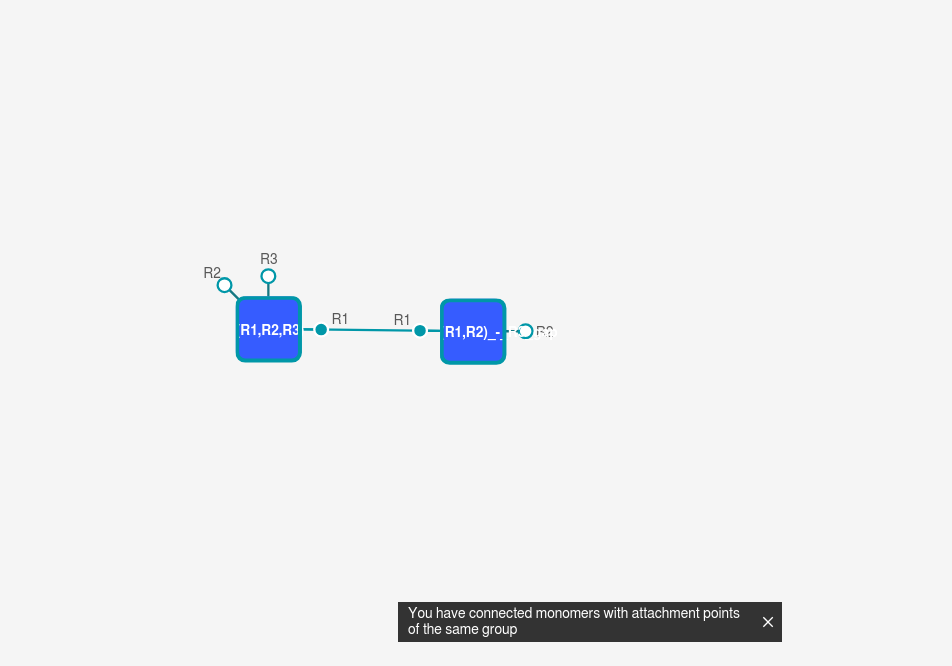 R3
R2
R1
R1
R1,R2,R3
R1,R2)_-_
R2
You have connected monomers with attachment points
of the same group